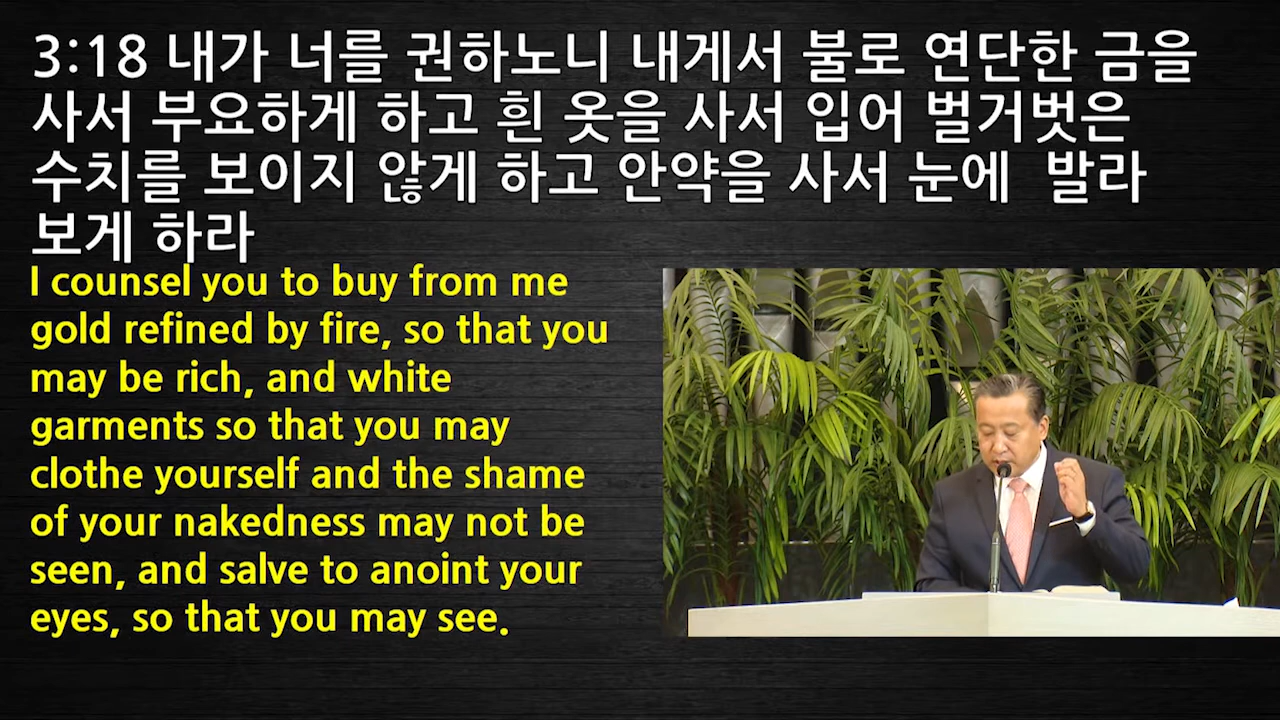 3:18 내가 너를 권하노니 내게서 불로 연단한 금을
사서 부요하게 하고 흰 옷을 사서 입어 벌거벗은
수치를 보이지 않게 하고 안약을 사서 눈에 발라
보게 하라
I counsel you to buy from me
gold refined by fire, so that you
may be rich, and white
garments so that you may
clothe yourself and the shame
of your nakedness may not be
seen, and salve to anoint your
eyes, so that you may see.